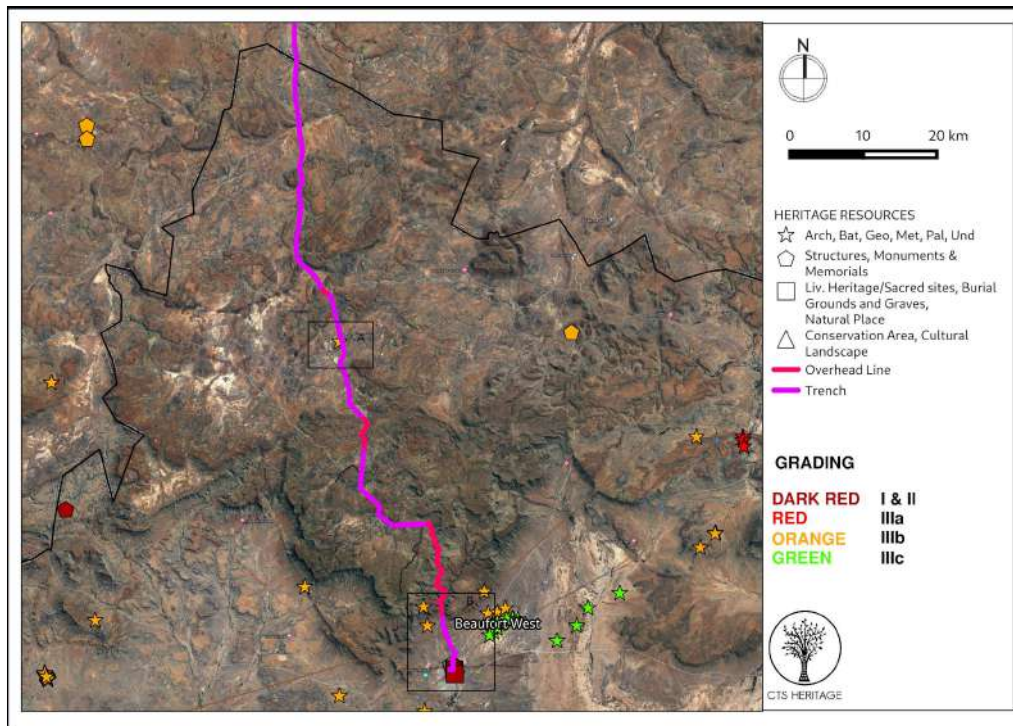 N
0 10 20 km
HERITAGE RESOURCES
Arch, Bat, Geo, Met, Pal, Und
Structures, Monuments &
Memorials
Liv. Heritage/Sacred sites, Burial
Grounds and Graves,
Natural Place
Conservation Area, Cultural
Landscape
Overhead Line
Trench
GRADING
DARK RED I & II
RED IIIa
ORANGE IIIb
GREEN IIIc
CTS HERITAGE
A
B
Beaufort West